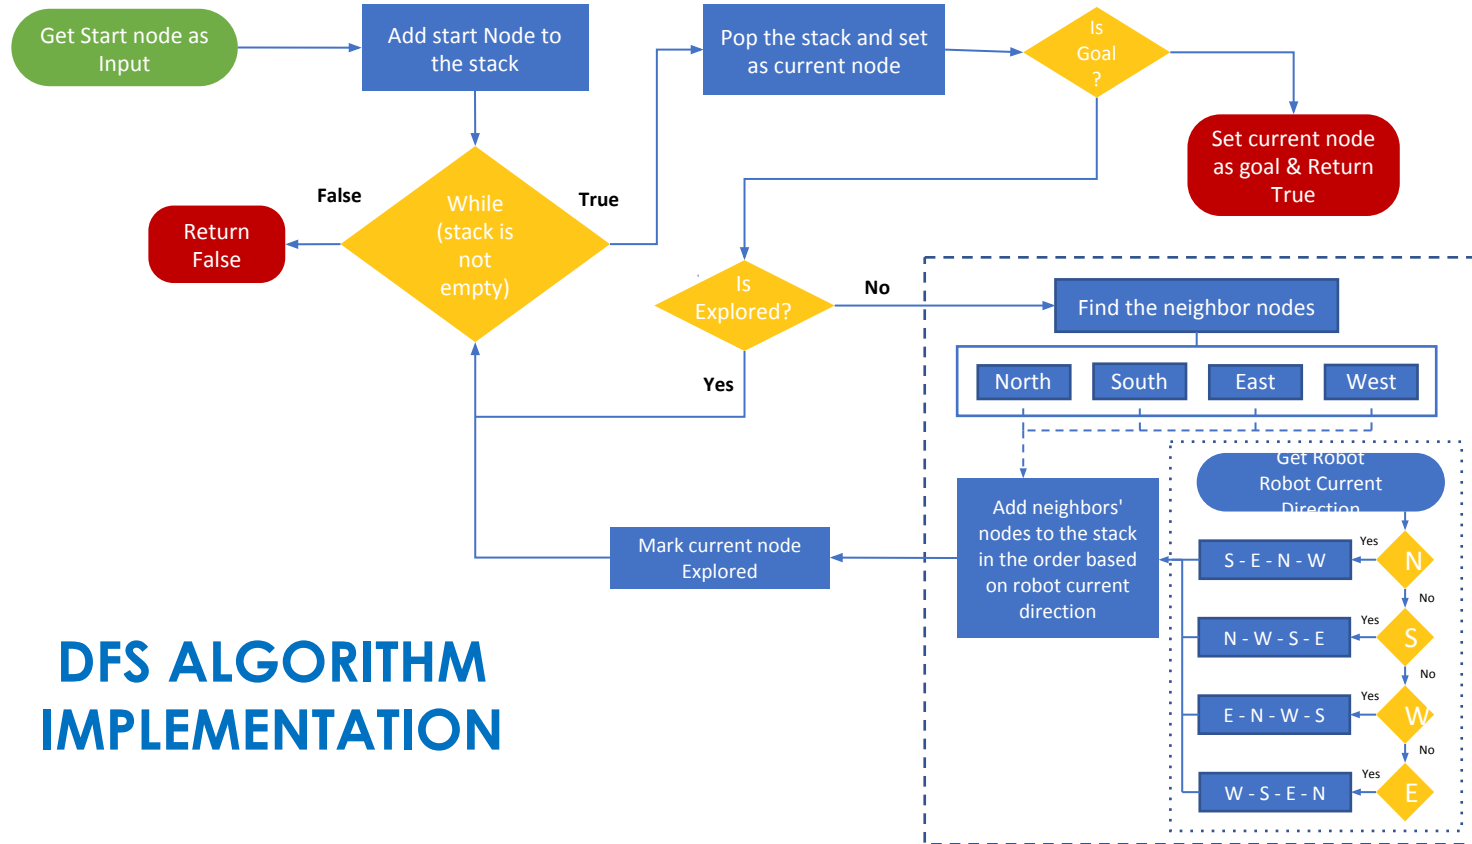 Get Start node as
Input
Add start Node to
the stack
Pop the stack and set
as current node
Is
Goal
?
Set current node
as goal & Return
True
False
True
While
(stack is
not
empty)
Return
False
Is
Explored?
No
Yes
Find the neighbor nodes
North
South
East
West
Get Robot
Robot Current
Direction
Add neighbors'
nodes to the stack
in the order based
on robot current
direction
Mark current node
Explored
S - E - N - W
Yes
N
No
N - W - S - E
Yes
S
No
E - N - W - S
Yes
W
No
W - S - E - N
Yes
E
DFS ALGORITHM
IMPLEMENTATION